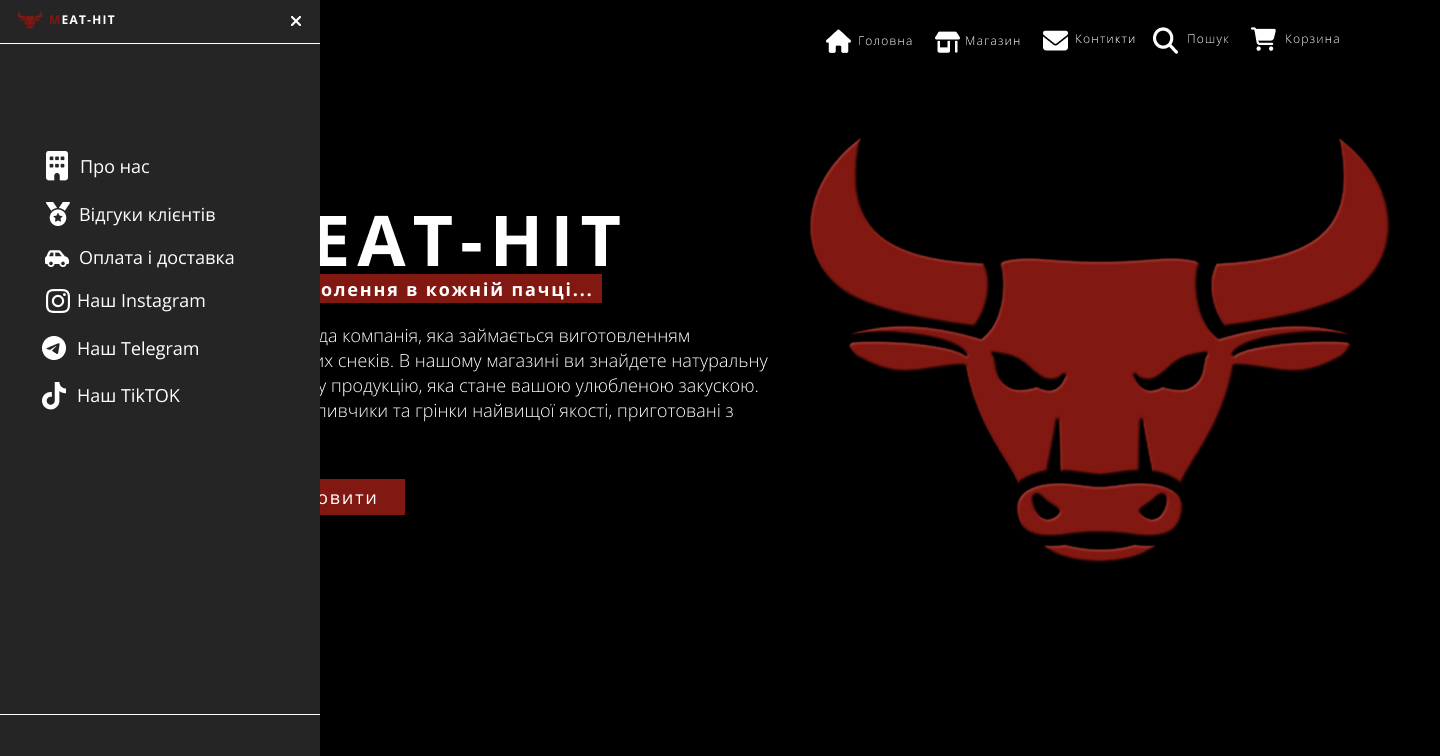 MEAT-HIT
Головна
Магазин
Контикти
Пошук
Корзина
Про нас
Відгуки клієнтів
Оплата і доставка
Наш Instagram
Наш Telegram
Наш TikTOK
EAT-HIT
олення в кожній пачці...
да компанія, яка займається виготовленням
их снеків. В нашому магазині ви знайдете натуральну
у продукцію, яка стане вашою улюбленою закускою.
ивчики та грінки найвищої якості, приготовані з
овити